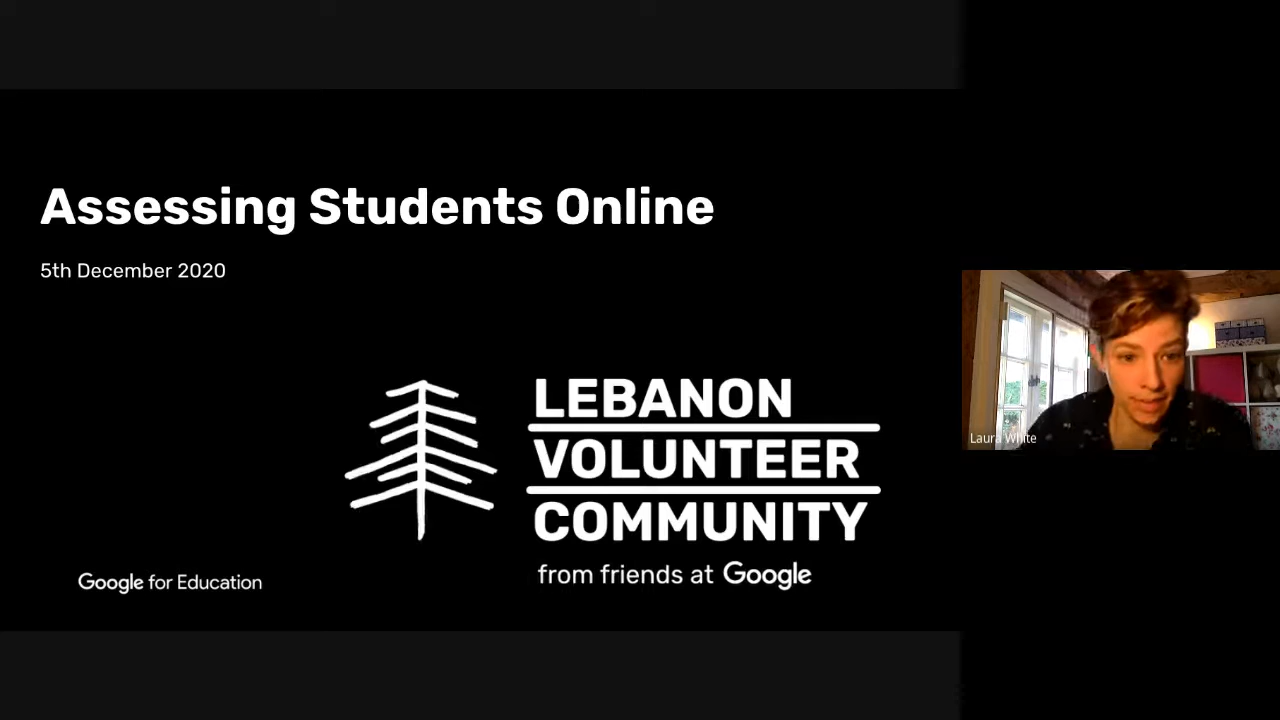 Assessing Students Online
5th December 2020
LEBANON
VOLUNTEER
COMMUNITY
from friends at Google
Google for Education
Laura White